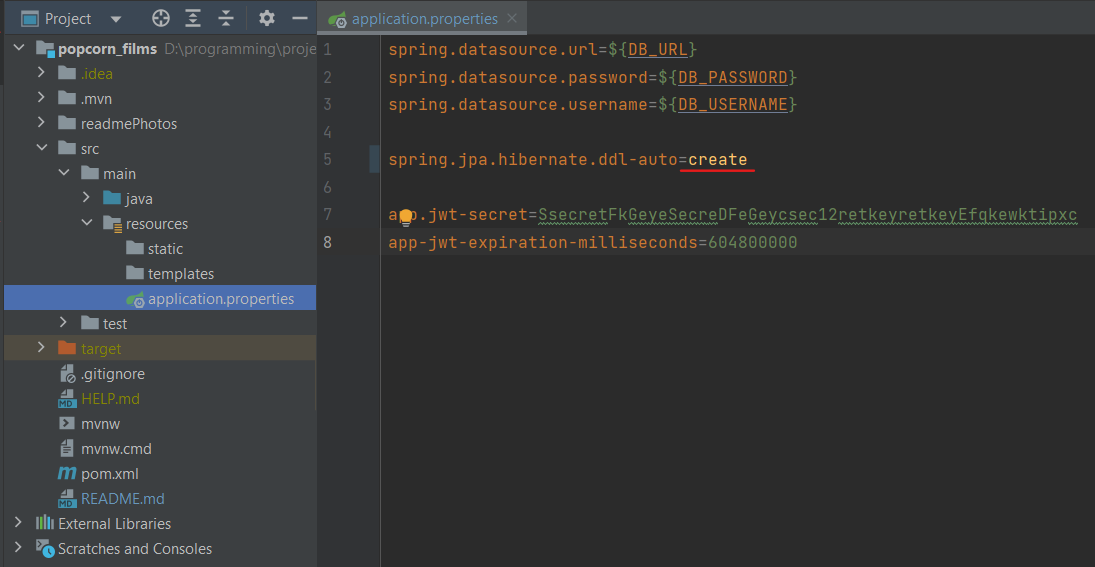 Project
application.properties
popcorn_films D:\programming\proje
.idea
.mvn
readmePhotos
src
main
java
resources
static
templates
application.properties
test
target
.gitignore
HELP.md
mvnw
mvnw.cmd
pom.xml
README.md
External Libraries
Scratches and Consoles
1 spring.datasource.url=${DB_URL}
2 spring.datasource.password=${DB_PASSWORD}
3 spring.datasource.username=${DB_USERNAME}
4
5 spring.jpa.hibernate.ddl-auto=create
6
7 a p.jwt-secret=SsecretFkGeyeSecreDFeGeycsec12retkeyretkeyEfqkewktipxc
8 app-jwt-expiration-milliseconds=604800000